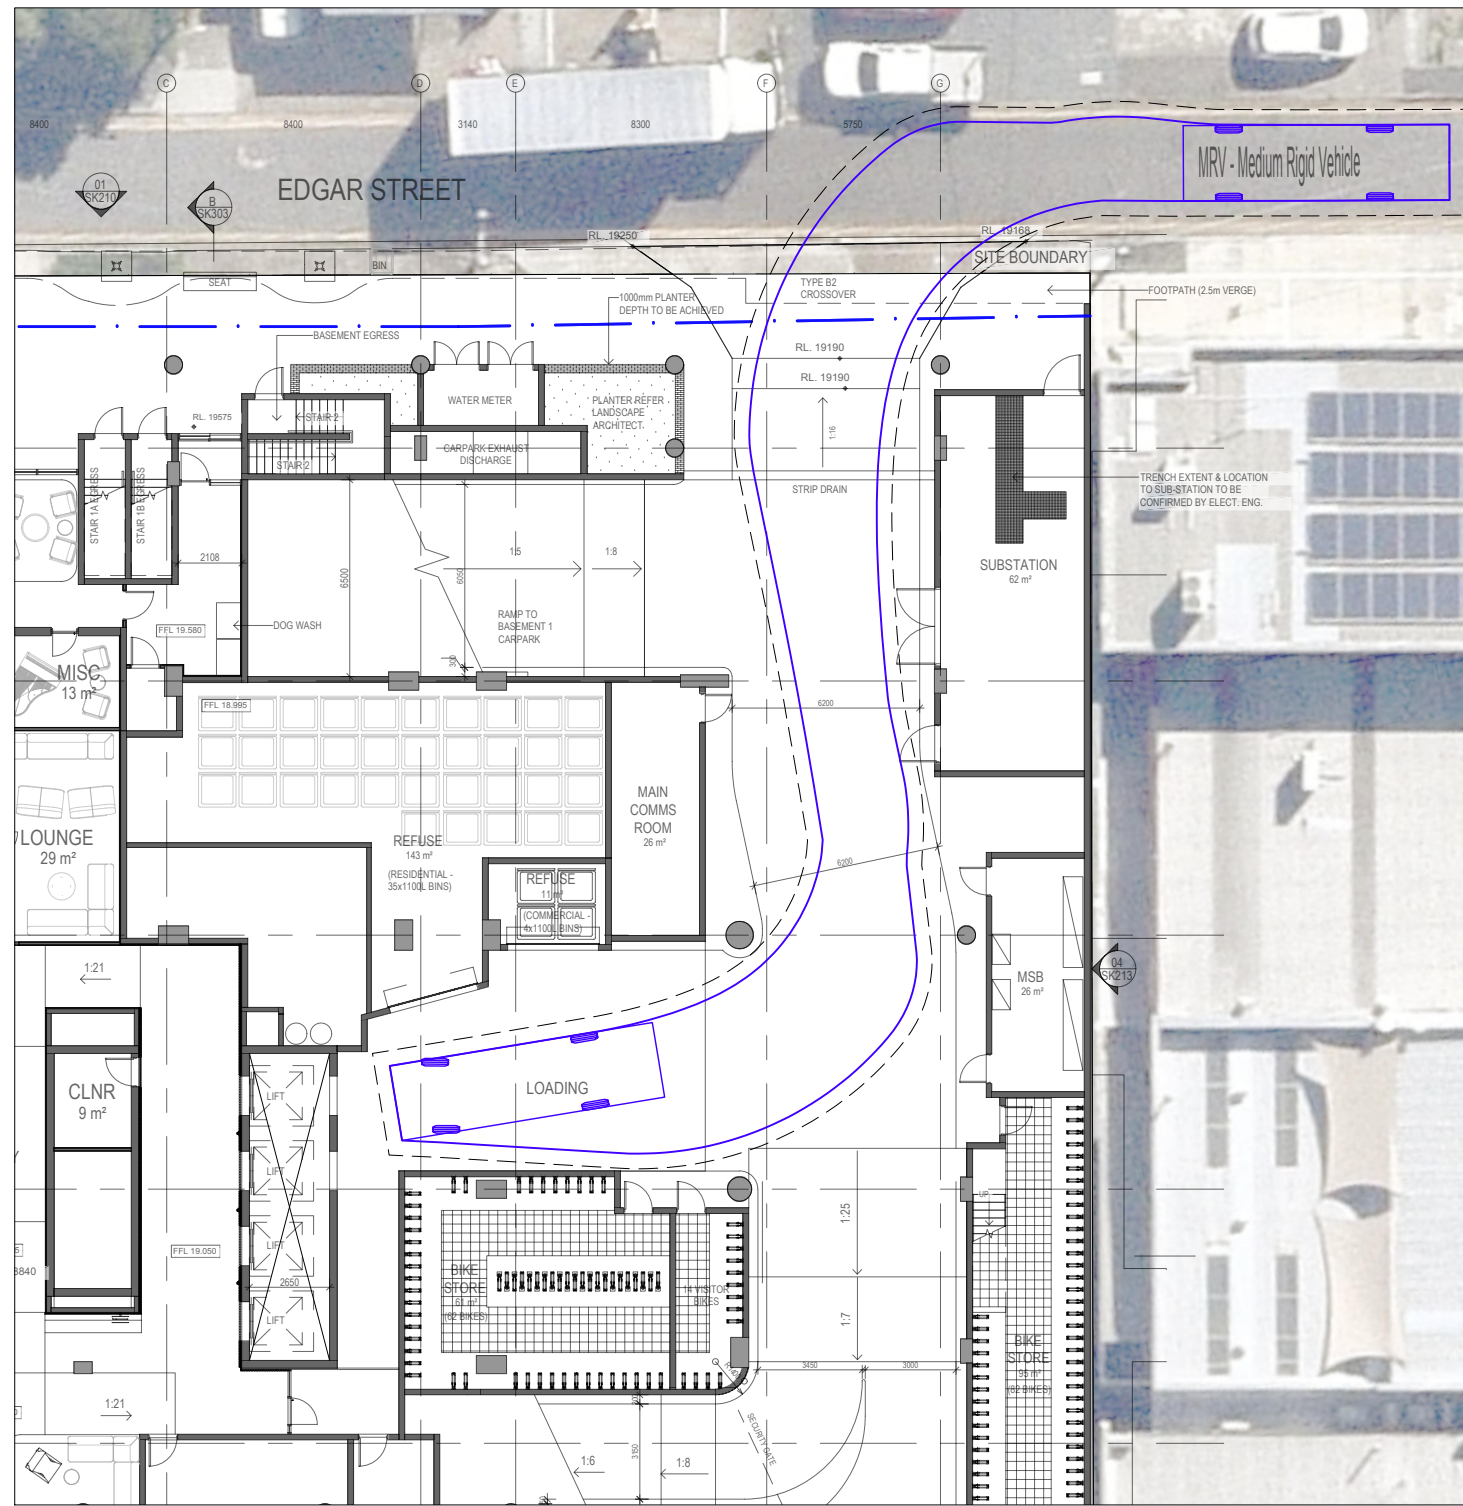 C
D
E
F
G
8400
8400
3140
8300
5750
MRV - Medium Rigid Vehicle
01
SK210
B
SK303
EDGAR STREET
RL. 19250
RL. 19168
SITE BOUNDARY
BIN
SEAT
TYPE B2
CROSSOVER
FOOTPATH (2.5m VERGE)
1000mm PLANTER
DEPTH TO BE ACHIEVED
BASEMENT EGRESS
RL. 19190
RL. 19190
WATER METER
PLANTER REFER
LANDSCAPE
ARCHITECT
RL. 19575
STAIR 2
STAIR 2
CARPARK EXHAUST
DISCHARGE
1:16
STRIP DRAIN
TRENCH EXTENT & LOCATION
TO SUB-STATION TO BE
CONFIRMED BY ELECT. ENG.
STAIR 1A EGRESS
STAIR 1B EGRESS
2108
6500
6050
1:5
1:8
SUBSTATION
62 m²
RAMP TO
BASEMENT 1
CARPARK
DOG WASH
FFL 19.580
300
MISC
13 m²
FFL 18.995
6200
MAIN
COMMS
ROOM
26 m²
LOUNGE
29 m²
REFUSE
143 m²
(RESIDENTIAL -
35x1100L BINS)
6200
REFUSE
11 m²
(COMMERCIAL -
4x1100L BINS)
1:21
MSB
26 m²
04
SK213
CLNR
9 m²
LIFT
LOADING
LIFT
UP
1:25
LIFT
FFL 19.050
2650
BIKE
STORE
61 m²
(62 BIKES)
14 VISITOR
BIKES
LIFT
1:7
BIKE
STORE
95 m²
(82 BIKES)
3450
3000
1:21
SECURITY GATE
3150
1:6
1:8